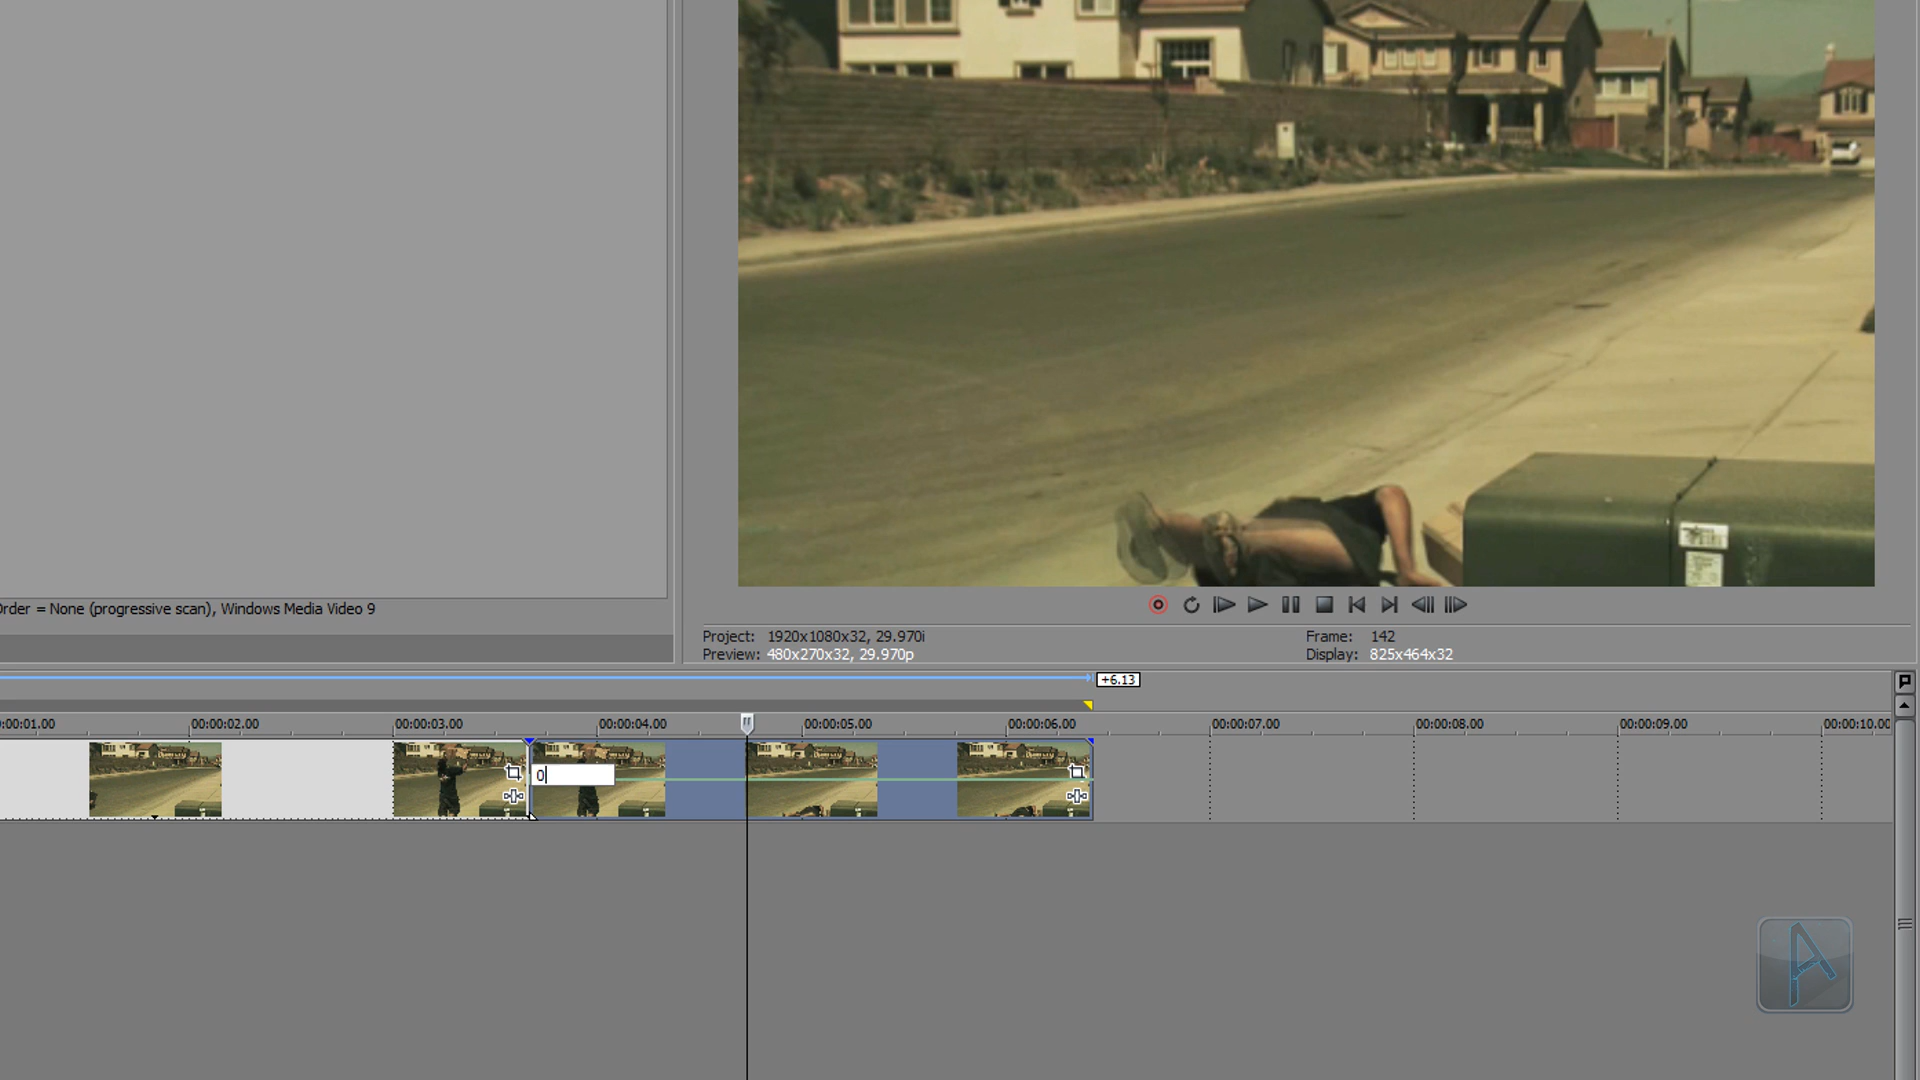 Order = None (progressive scan), Windows Media Video 9
Project: 1920x1080x32, 29.970i
Frame: 142
Preview: 480x270x32, 29.970p
Display: 825x464x32
+6.13
:00:01.00
00:00:02.00
00:00:03.00
00:00:04.00
00:00:05.00
00:00:06.00
00:00:07.00
00:00:08.00
00:00:09.00
00:00:10.00
0
A